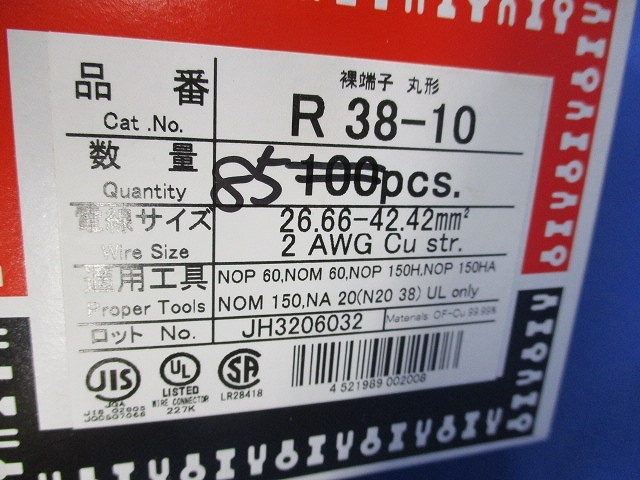 裸端子 丸形
品番 R 38-10
Cat .No.
数量 85 100pcs.
Quantity
電線サイズ 26.66-42.42mm²
Wire Size 2 AWG Cu str.
適用工具 NOP 60,NOM 60,NOP 150H,NOP 150HA
Proper Tools NOM 150,NA 20(N20 38) UL only
ロット No. JH3206032 Materials OF-Cu 99.96%
JIS UL SA
LISTED LR28418
JQA WIRE CONNECTOR
227K
4 521989 002008